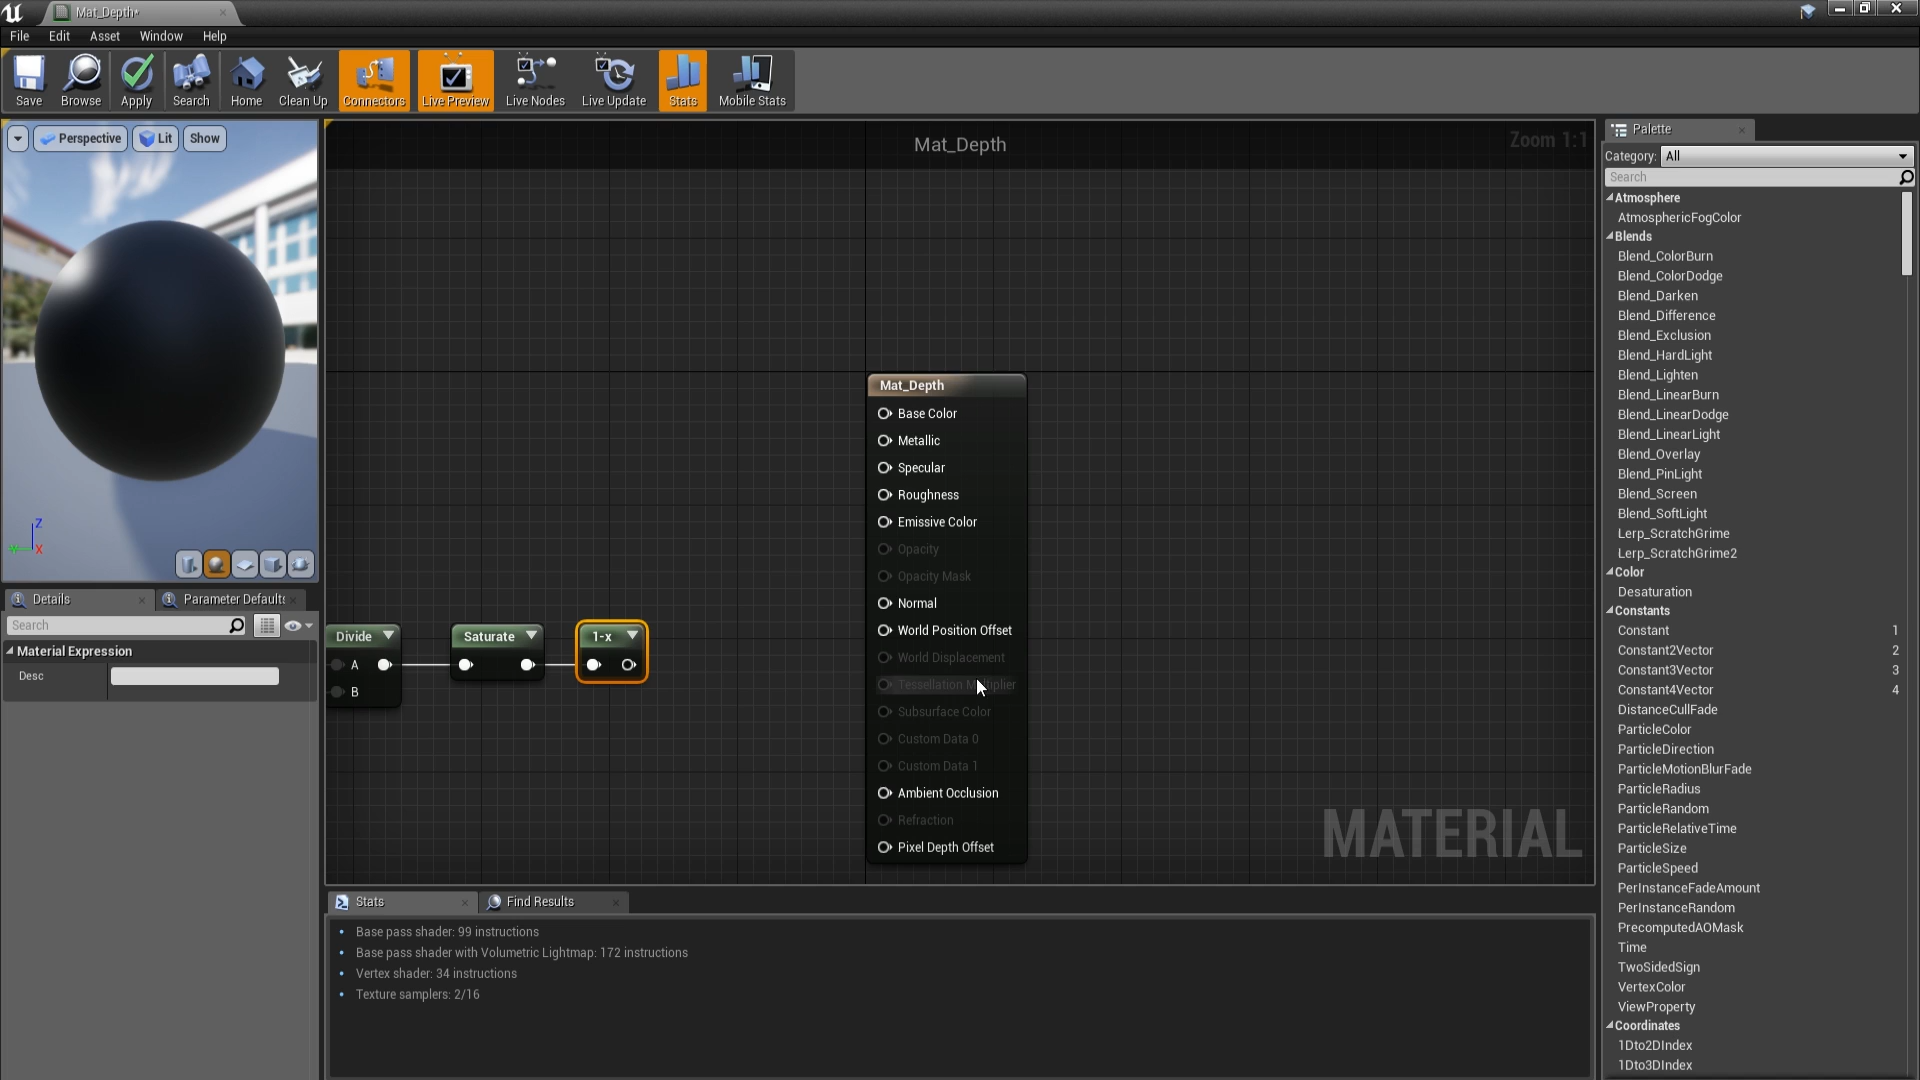 Mat_Depth*
File Edit Asset Window Help
Save Browse Apply Search Home Clean Up Connectors Live Preview Live Nodes Live Update Stats Mobile Stats
Perspective Lit Show
Z
X
Details
Parameter Defaults
Search
Material Expression
Desc
Mat_Depth
Zoom 1:1
Divide
A
B
Saturate
1-x
Mat_Depth
Base Color
Metallic
Specular
Roughness
Emissive Color
Opacity
Opacity Mask
Normal
World Position Offset
World Displacement
Tessellation Multiplier
Subsurface Color
Custom Data 0
Custom Data 1
Ambient Occlusion
Refraction
Pixel Depth Offset
MATERIAL
Stats
Find Results
Base pass shader: 99 instructions
Base pass shader with Volumetric Lightmap: 172 instructions
Vertex shader: 34 instructions
Texture samplers: 2/16
Palette
Category: All
Search
Atmosphere
AtmosphericFogColor
Blends
Blend_ColorBurn
Blend_ColorDodge
Blend_Darken
Blend_Difference
Blend_Exclusion
Blend_HardLight
Blend_Lighten
Blend_LinearBurn
Blend_LinearDodge
Blend_LinearLight
Blend_Overlay
Blend_PinLight
Blend_Screen
Blend_SoftLight
Lerp_ScratchGrime
Lerp_ScratchGrime2
Color
Desaturation
Constants
Constant 1
Constant2Vector 2
Constant3Vector 3
Constant4Vector 4
DistanceCullFade
ParticleColor
ParticleDirection
ParticleMotionBlurFade
ParticleRadius
ParticleRandom
ParticleRelativeTime
ParticleSize
ParticleSpeed
PerInstanceFadeAmount
PerInstanceRandom
PrecomputedAOMask
Time
TwoSidedSign
VertexColor
ViewProperty
Coordinates
1Dto2DIndex
1Dto3DIndex